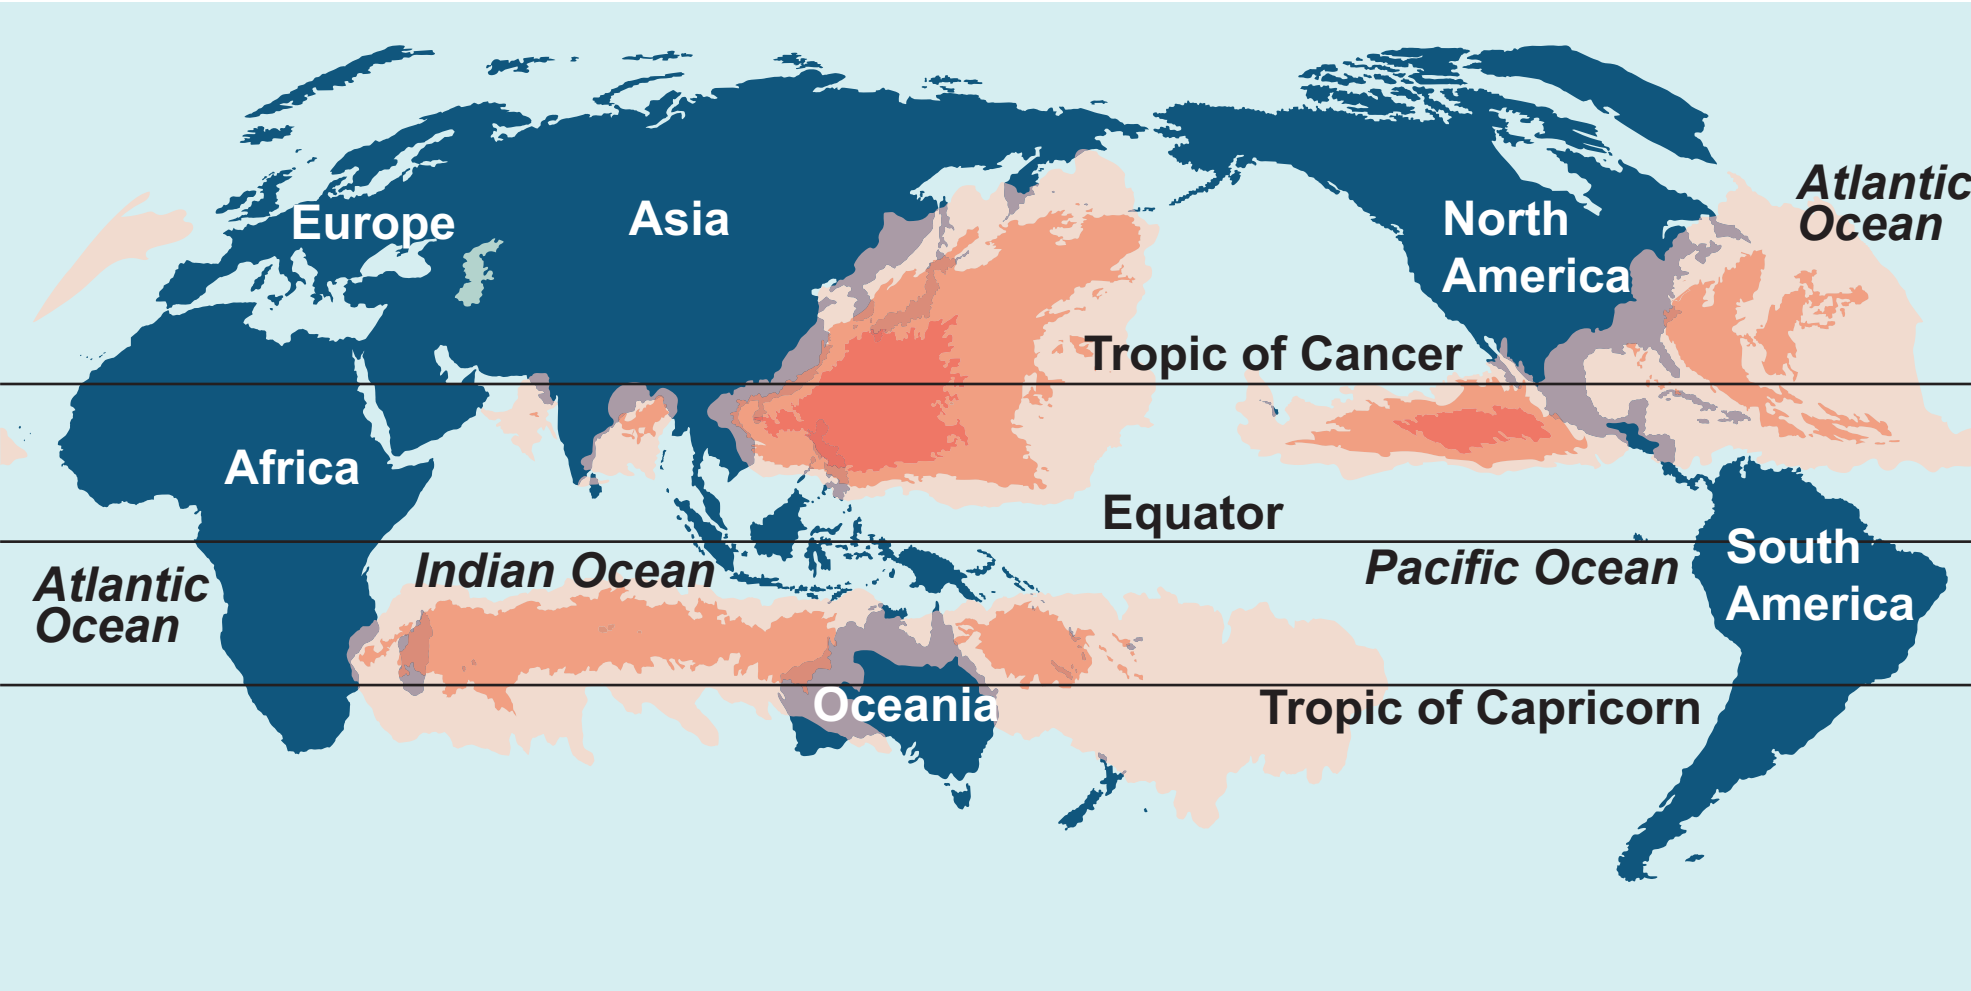 Atlantic
Ocean
Europe
Asia
North
America
Tropic of Cancer
Africa
Equator
Indian Ocean
Pacific Ocean
South
America
Atlantic
Ocean
Oceania
Tropic of Capricorn